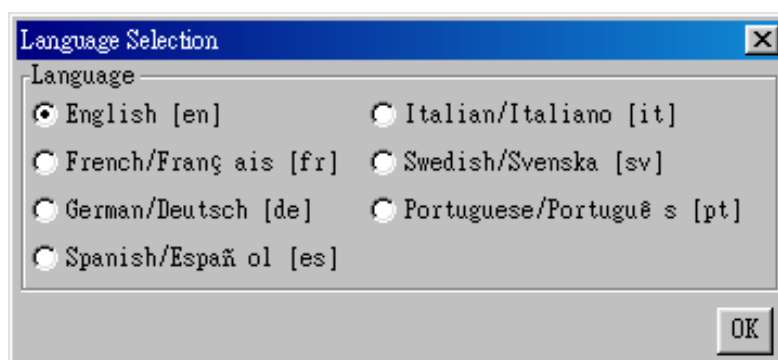 Language Selection
Language
English [en]
Italian/Italiano [it]
French/Franç ais [fr]
Swedish/Svenska [sv]
German/Deutsch [de]
Portuguese/Portuguê s [pt]
Spanish/Españ ol [es]
OK